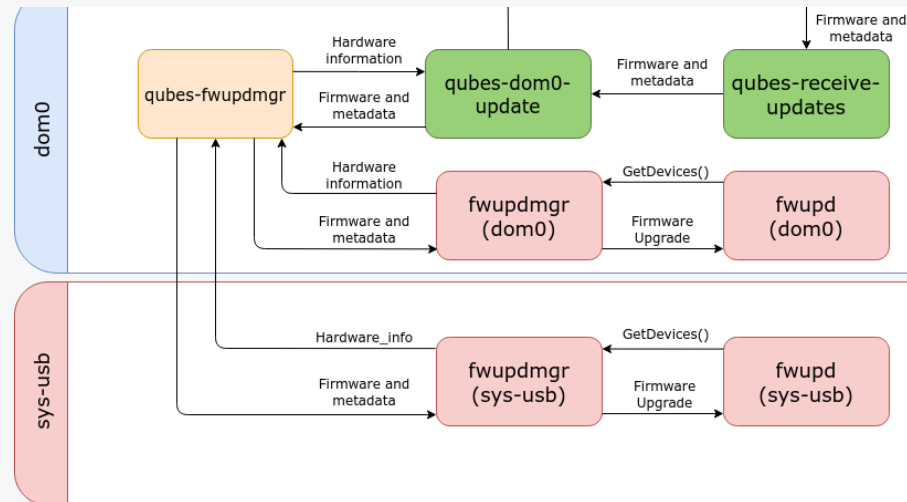 Firmware and
metadata
Hardware
information
Firmware and
metadata
qubes-fwupdmgr
qubes-dom0-
update
qubes-receive-
updates
Firmware and
metadata
dom0
Hardware
information
GetDevices()
fwupdmgr
(dom0)
fwupd
(dom0)
Firmware and
metadata
Firmware
Upgrade
Hardware_info
GetDevices()
fwupdmgr
(sys-usb)
fwupd
(sys-usb)
Firmware and
metadata
Firmware
Upgrade
sys-usb